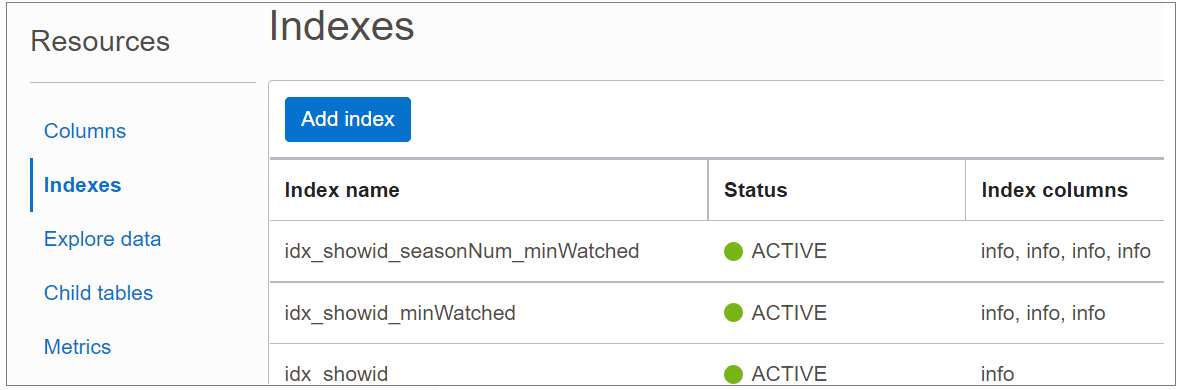 Resources
Columns
Indexes
Explore data
Child tables
Metrics
Indexes
Add index
Index name Status Index columns
idx_showid_seasonNum_minWatched ACTIVE info, info, info, info
idx_showid_minWatched ACTIVE info, info, info
idx_showid ACTIVE info